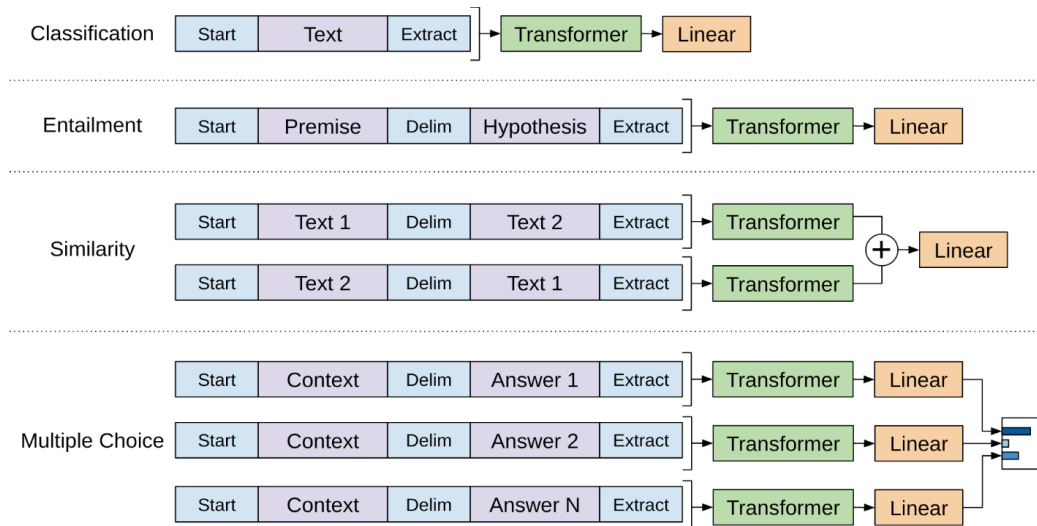 Classification Start Text Extract Transformer Linear
Entailment Start Premise Delim Hypothesis Extract Transformer Linear
Similarity
Start Text 1 Delim Text 2 Extract Transformer
+ Linear
Start Text 2 Delim Text 1 Extract Transformer
Multiple Choice
Start Context Delim Answer 1 Extract Transformer Linear
Start Context Delim Answer 2 Extract Transformer Linear
Start Context Delim Answer N Extract Transformer Linear